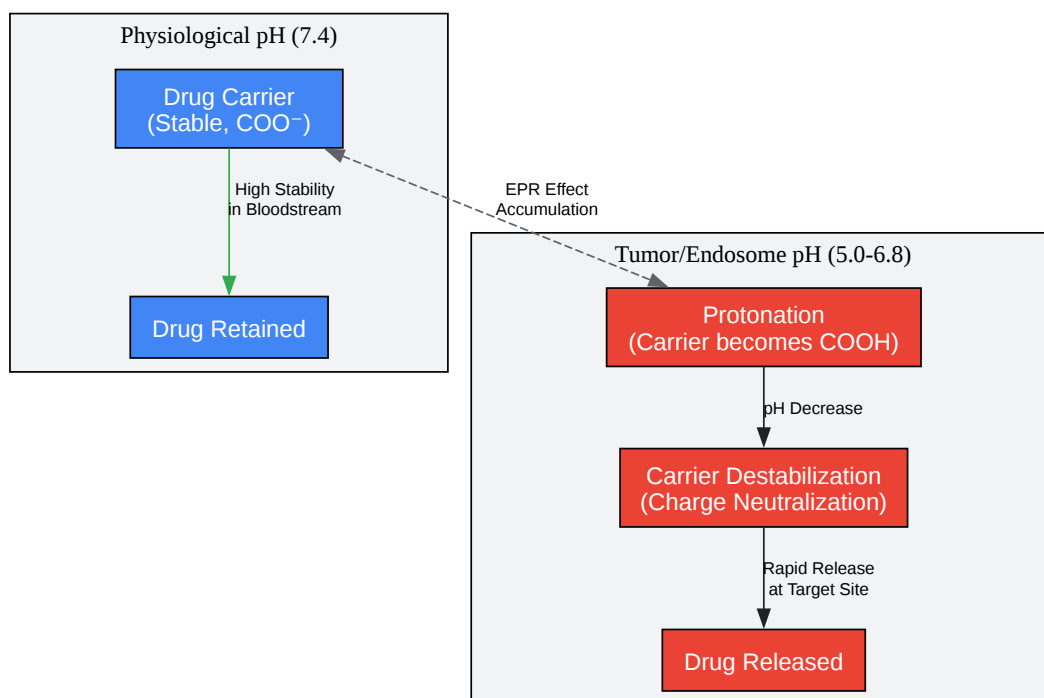 Physiological pH (7.4)
Drug Carrier
(Stable, COO⁻)
High Stability
in Bloodstream
Drug Retained
EPR Effect
Accumulation
Tumor/Endosome pH (5.0-6.8)
Protonation
(Carrier becomes COOH)
pH Decrease
Carrier Destabilization
(Charge Neutralization)
Rapid Release
at Target Site
Drug Released